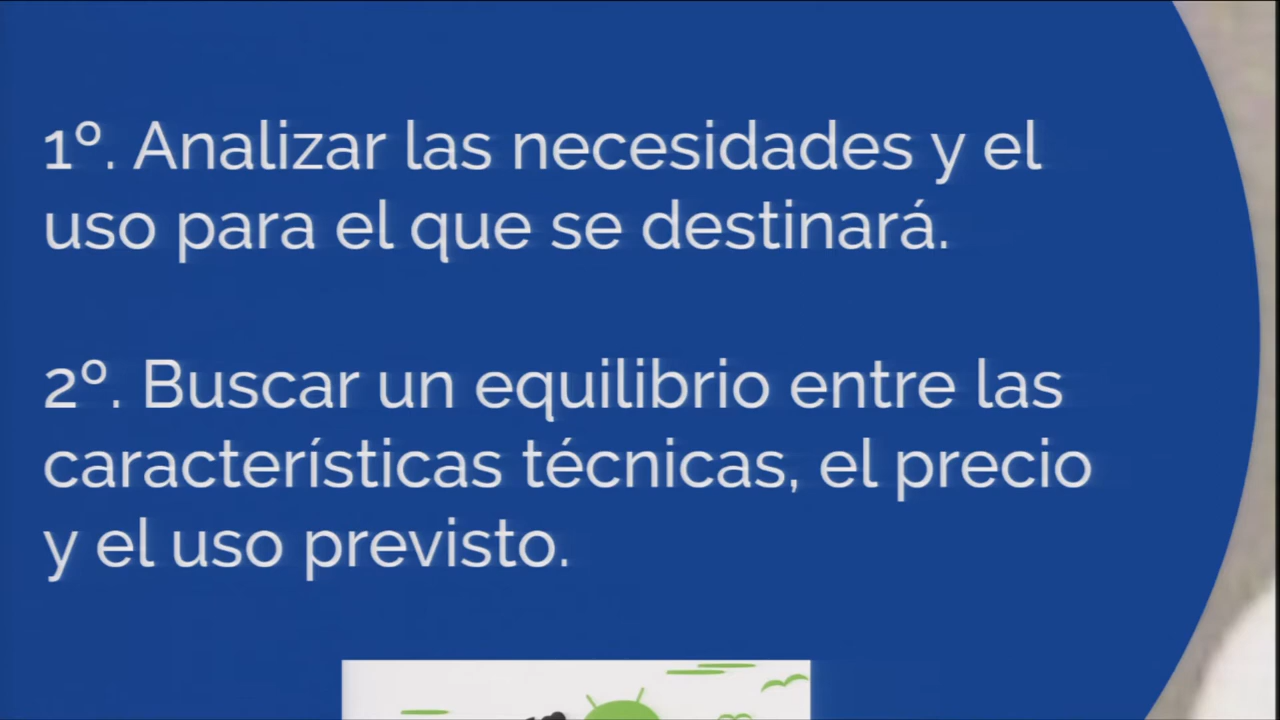 1º. Analizar las necesidades y el
uso para el que se destinará.
2º. Buscar un equilibrio entre las
características técnicas, el precio
y el uso previsto.